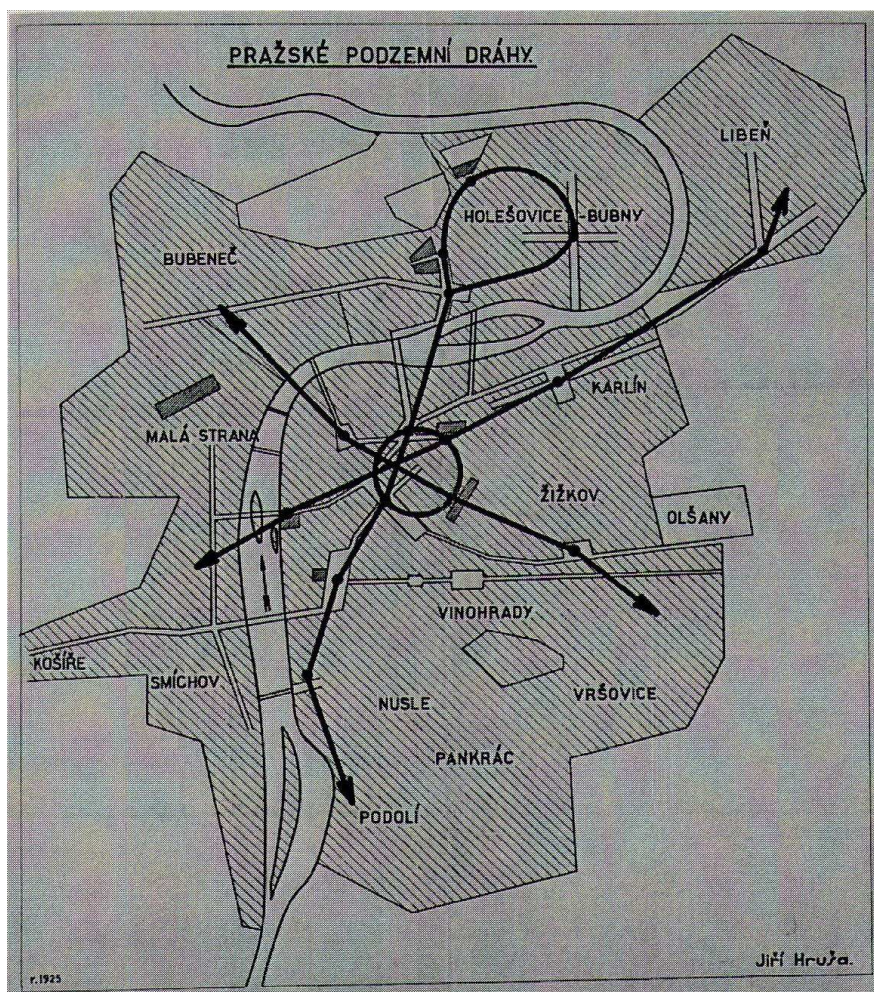 PRAŽSKÉ PODZEMNÍ DRÁHY.
LIBEŇ
HOLEŠOVICE - BUBNY
BUBENEČ
KARLÍN
MALÁ STRANA
ŽIŽKOV
OLŠANY
VINOHRADY
KOŠÍŘE
SMÍCHOV
NUSLE
VRŠOVICE
PANKRÁC
PODOLÍ
Jiří Hruža.
r.1925